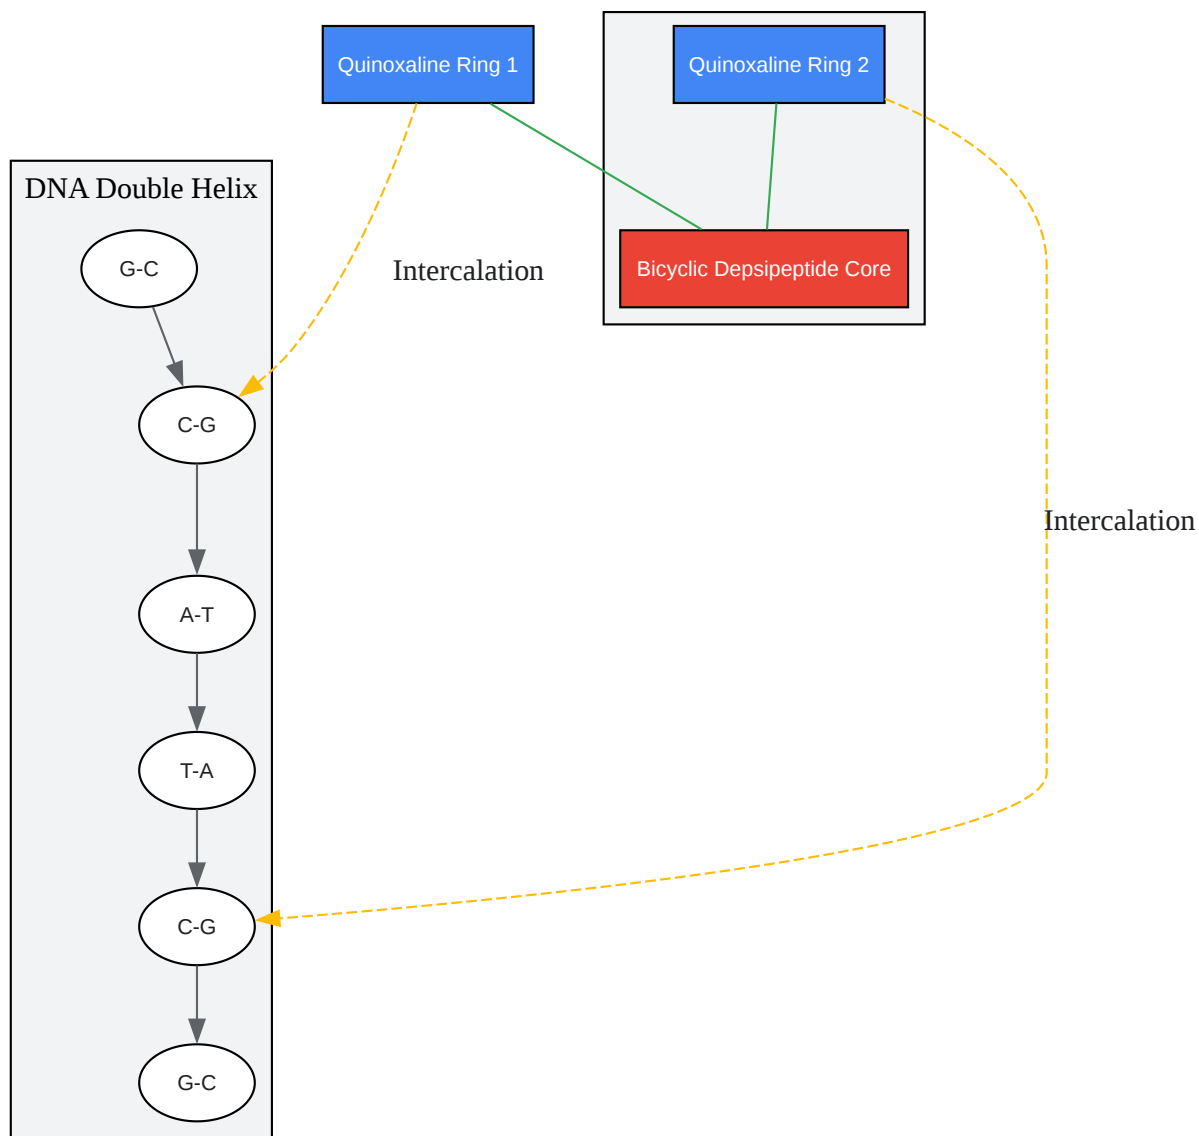 Quinoxaline Ring 1
Quinoxaline Ring 2
DNA Double Helix
G-C
Intercalation
Bicyclic Depsipeptide Core
C-G
Intercalation
A-T
T-A
C-G
G-C